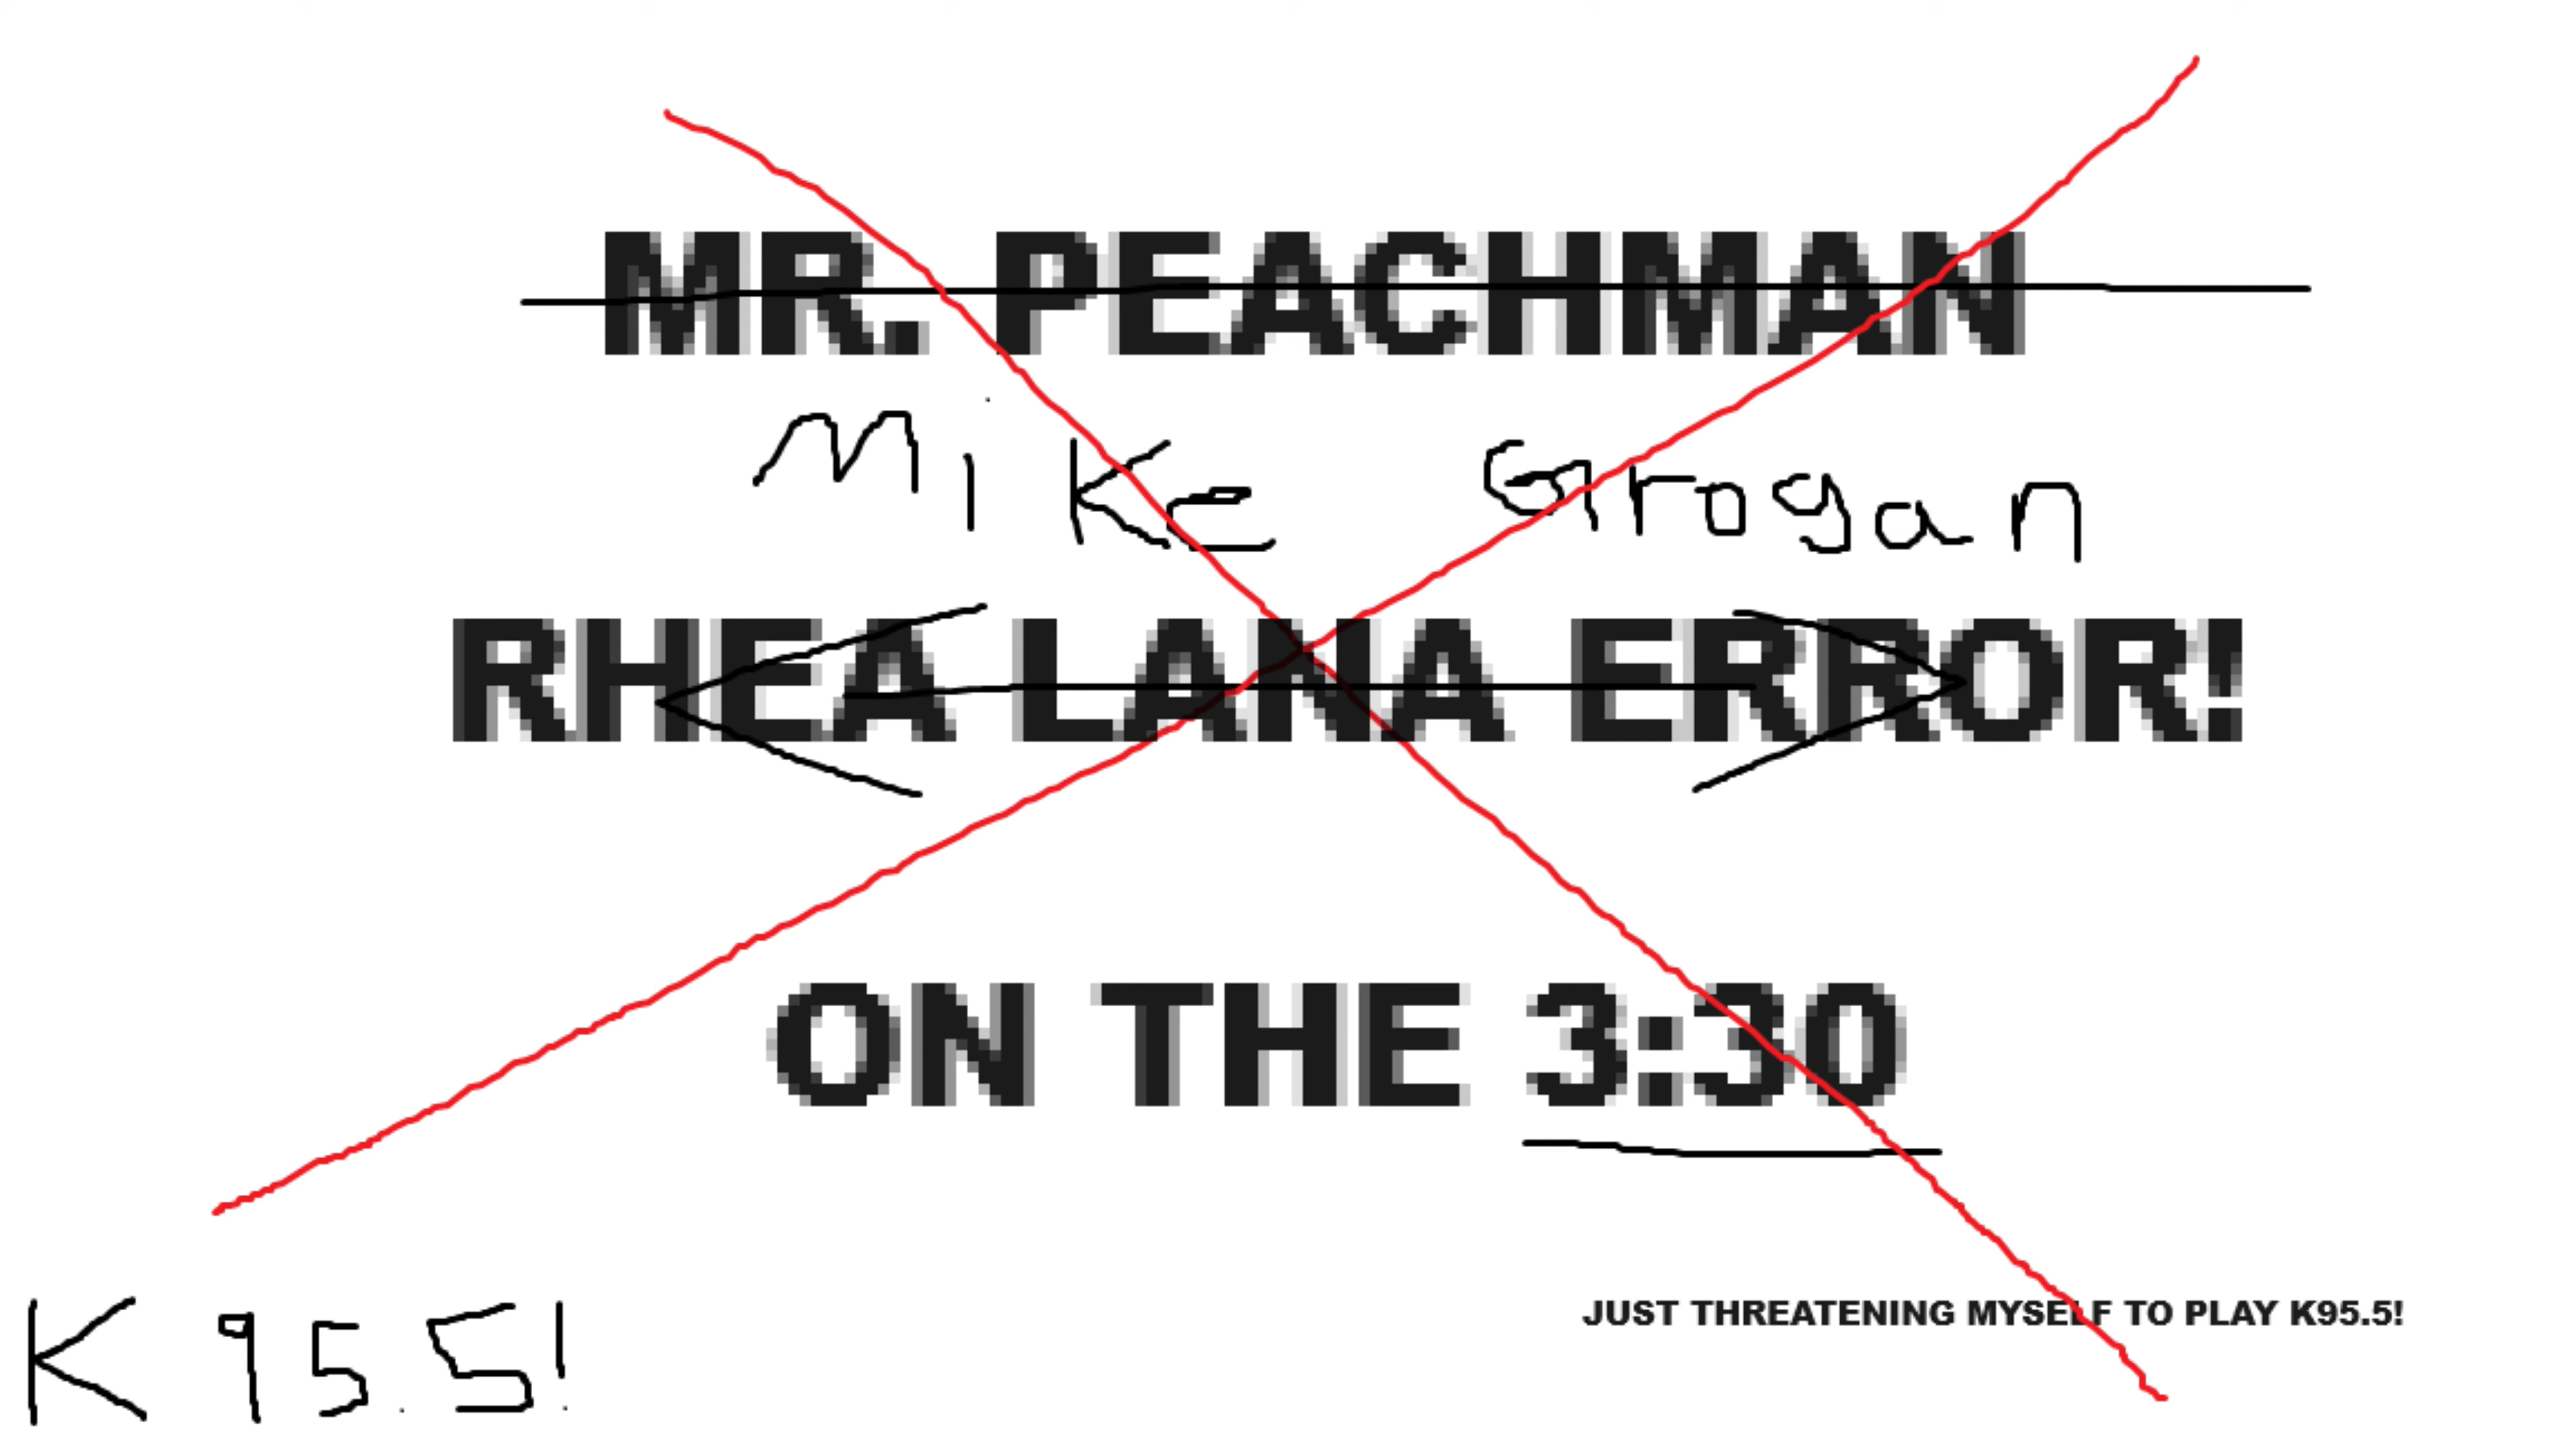 MR. PEACHMAN
Mike Grogan
RHEA LANA ERROR!
ON THE 3:30
JUST THREATENING MYSELF TO PLAY K95.5!
K 95.5!